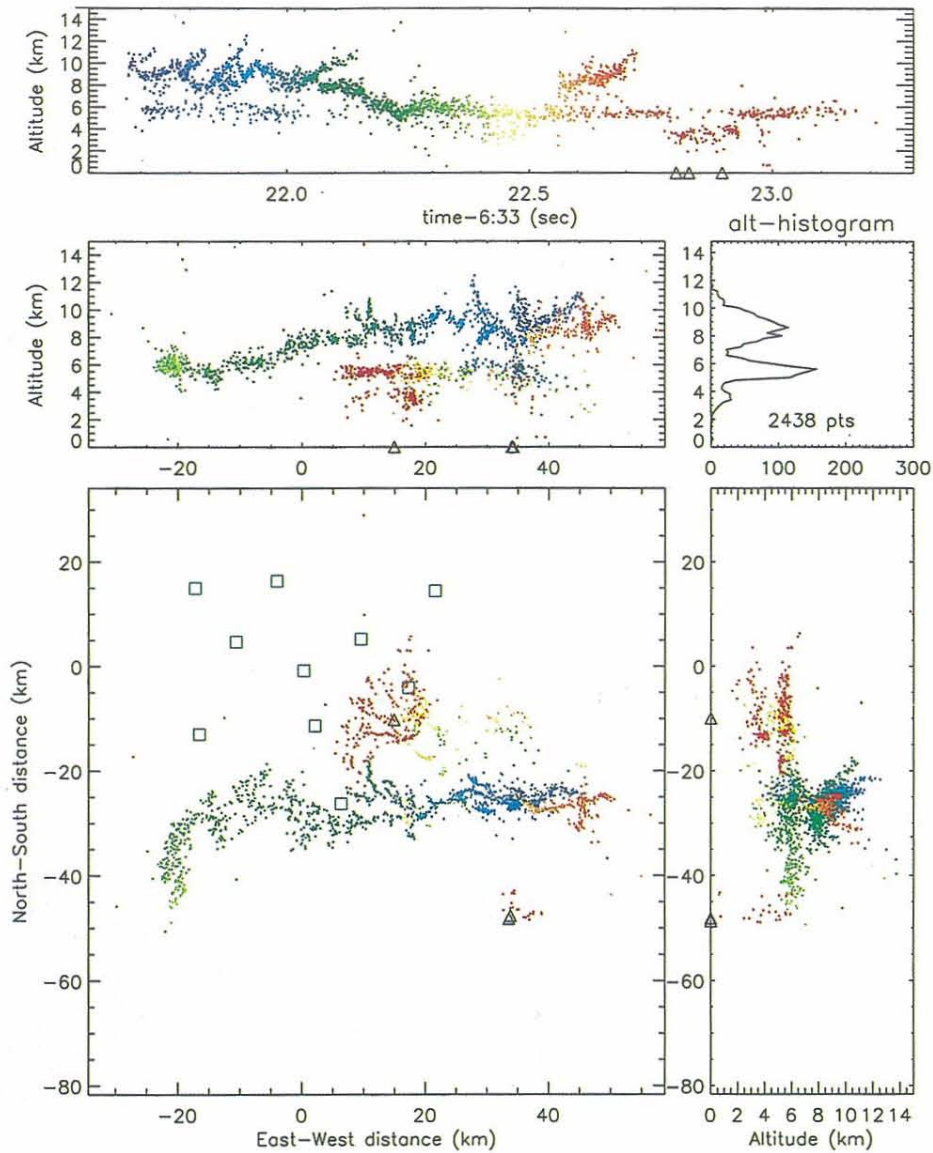 Altitude (km)
14
12
10
8
6
4
2
0
22.0 22.5 23.0
time-6:33 (sec)
alt-histogram
Altitude (km)
14
12
10
8
6
4
2
0
-20 0 20 40
14
12
10
8
6
4
2
0
2438 pts
0 100 200 300
North-South distance (km)
20
0
-20
-40
-60
-80
-20 0 20 40
East-West distance (km)
20
0
-20
-40
-60
-80
0 2 4 6 8 10 12 14
Altitude (km)